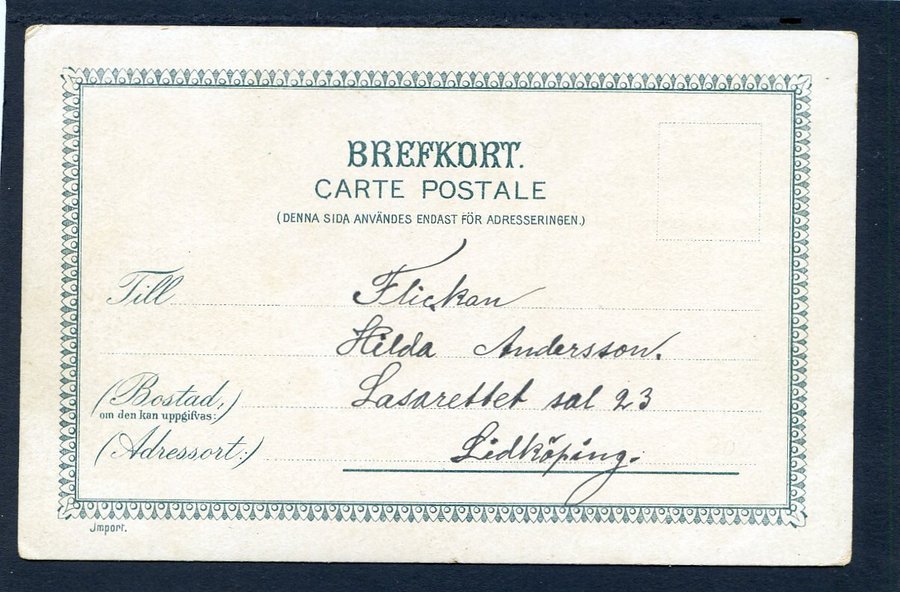 BREFKORT.
CARTE POSTALE
(DENNA SIDA ANVÄNDES ENDAST FÖR ADRESSERINGEN.)
Till Flickan
Hilda Andersson.
(Bostad,) Lasarettet sal 23
om den kan uppgifvas:
(Adressort:) Lidköping.
Import.